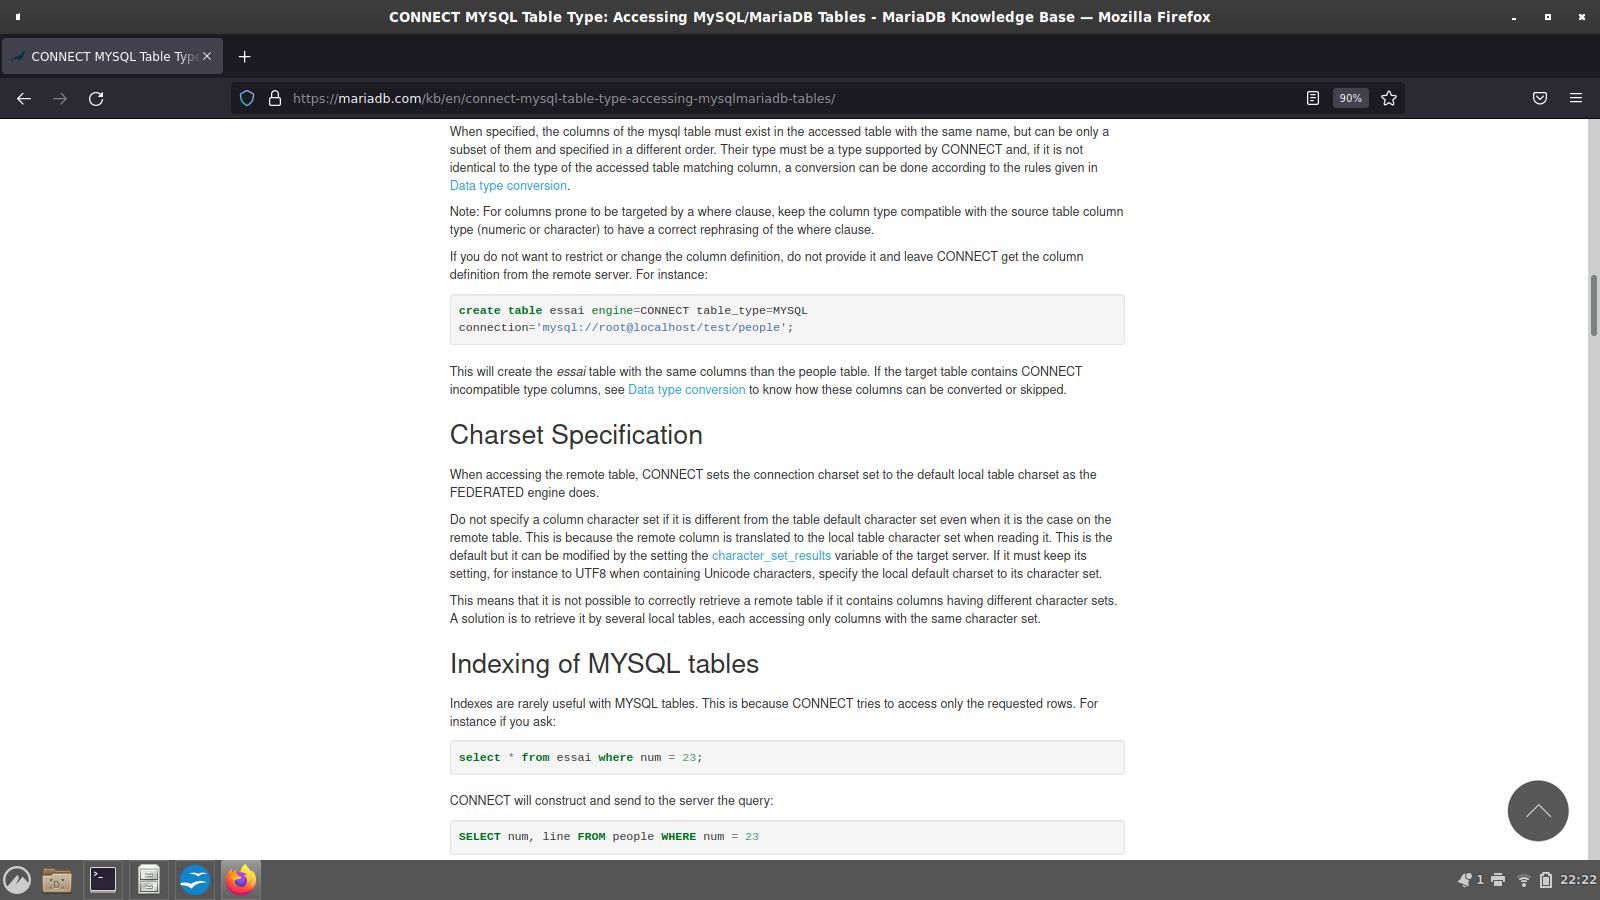 CONNECT MYSQL Table Type: Accessing MySQL/MariaDB Tables - MariaDB Knowledge Base — Mozilla Firefox
CONNECT MYSQL Table Type
https://mariadb.com/kb/en/connect-mysql-table-type-accessing-mysqlmariadb-tables/
90%
When specified, the columns of the mysql table must exist in the accessed table with the same name, but can be only a
subset of them and specified in a different order. Their type must be a type supported by CONNECT and, if it is not
identical to the type of the accessed table matching column, a conversion can be done according to the rules given in
Data type conversion.
Note: For columns prone to be targeted by a where clause, keep the column type compatible with the source table column
type (numeric or character) to have a correct rephrasing of the where clause.
If you do not want to restrict or change the column definition, do not provide it and leave CONNECT get the column
definition from the remote server. For instance:
create table essai engine=CONNECT table_type=MYSQL
connection='mysql://root@localhost/test/people';
This will create the essai table with the same columns than the people table. If the target table contains CONNECT
incompatible type columns, see Data type conversion to know how these columns can be converted or skipped.
Charset Specification
When accessing the remote table, CONNECT sets the connection charset set to the default local table charset as the
FEDERATED engine does.
Do not specify a column character set if it is different from the table default character set even when it is the case on the
remote table. This is because the remote column is translated to the local table character set when reading it. This is the
default but it can be modified by the setting the character_set_results variable of the target server. If it must keep its
setting, for instance to UTF8 when containing Unicode characters, specify the local default charset to its character set.
This means that it is not possible to correctly retrieve a remote table if it contains columns having different character sets.
A solution is to retrieve it by several local tables, each accessing only columns with the same character set.
Indexing of MYSQL tables
Indexes are rarely useful with MYSQL tables. This is because CONNECT tries to access only the requested rows. For
instance if you ask:
select * from essai where num = 23;
CONNECT will construct and send to the server the query:
SELECT num, line FROM people WHERE num = 23
1
22:22